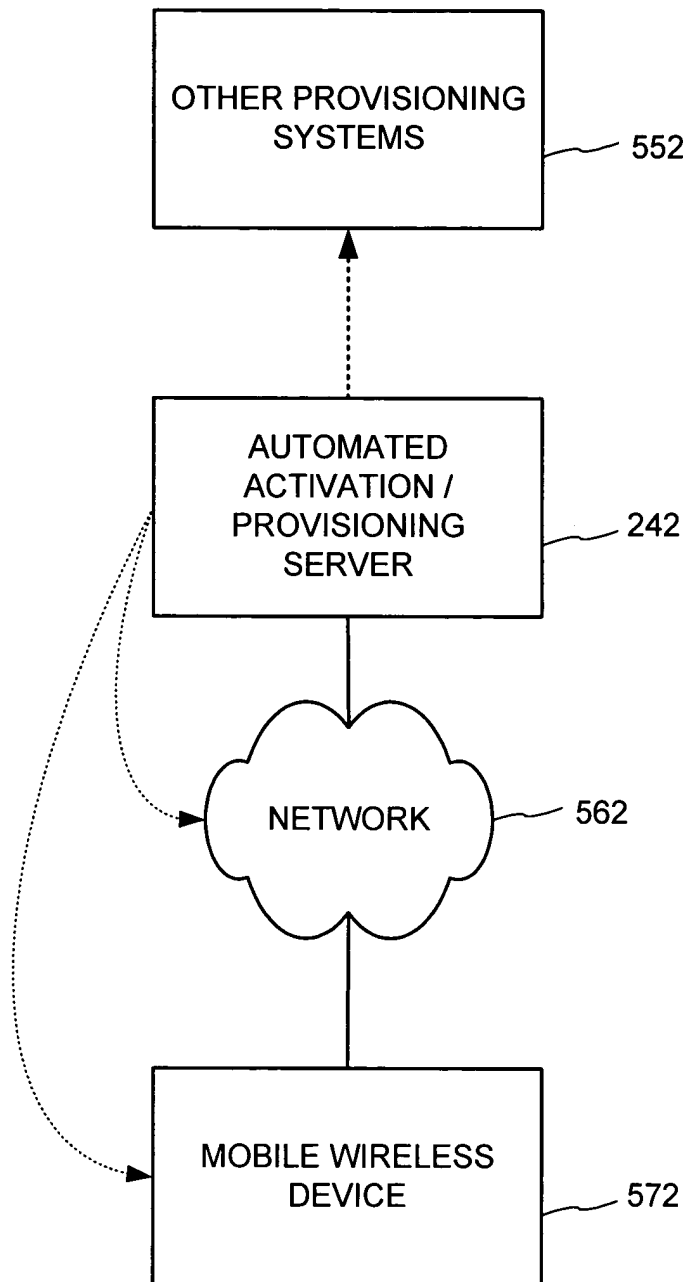 OTHER PROVISIONING
SYSTEMS
552
AUTOMATED
ACTIVATION /
PROVISIONING
SERVER
242
NETWORK
562
MOBILE WIRELESS
DEVICE
572